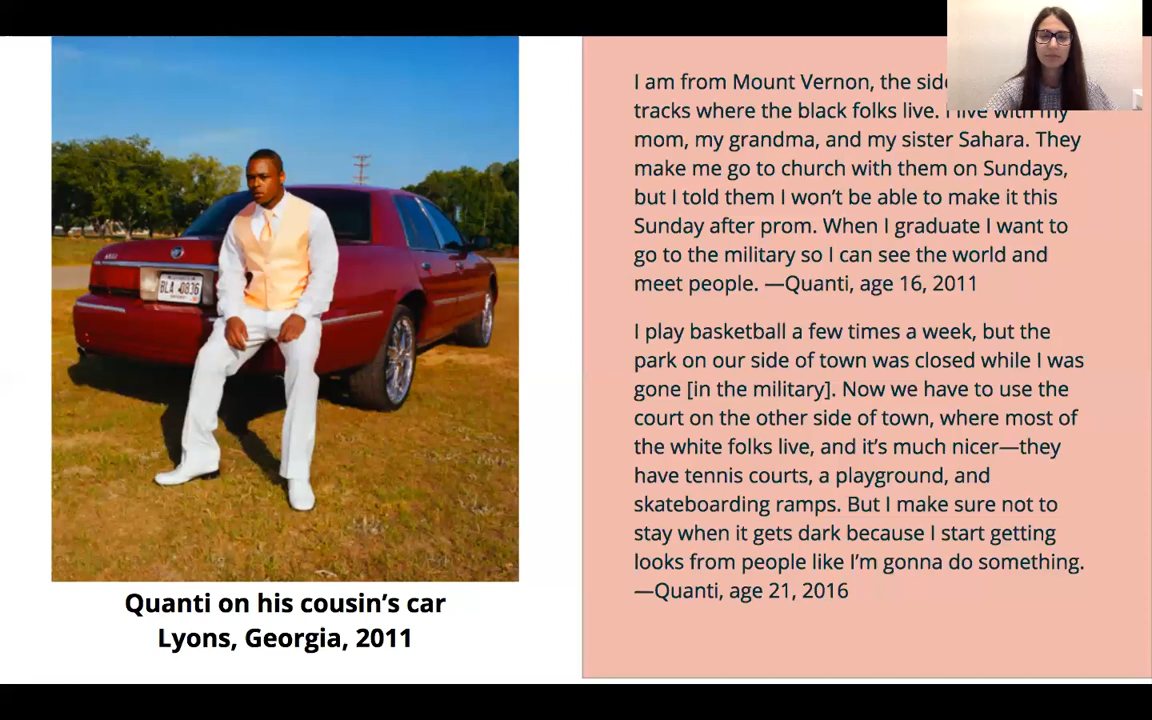 I am from Mount Vernon, the side
tracks where the black folks live. I live with my
mom, my grandma, and my sister Sahara. They
make me go to church with them on Sundays,
but I told them I won’t be able to make it this
Sunday after prom. When I graduate I want to
go to the military so I can see the world and
meet people. —Quanti, age 16, 2011
I play basketball a few times a week, but the
park on our side of town was closed while I was
gone [in the military]. Now we have to use the
court on the other side of town, where most of
the white folks live, and it’s much nicer—they
have tennis courts, a playground, and
skateboarding ramps. But I make sure not to
stay when it gets dark because I start getting
looks from people like I’m gonna do something.
—Quanti, age 21, 2016
BLA 0836
Quanti on his cousin’s car
Lyons, Georgia, 2011